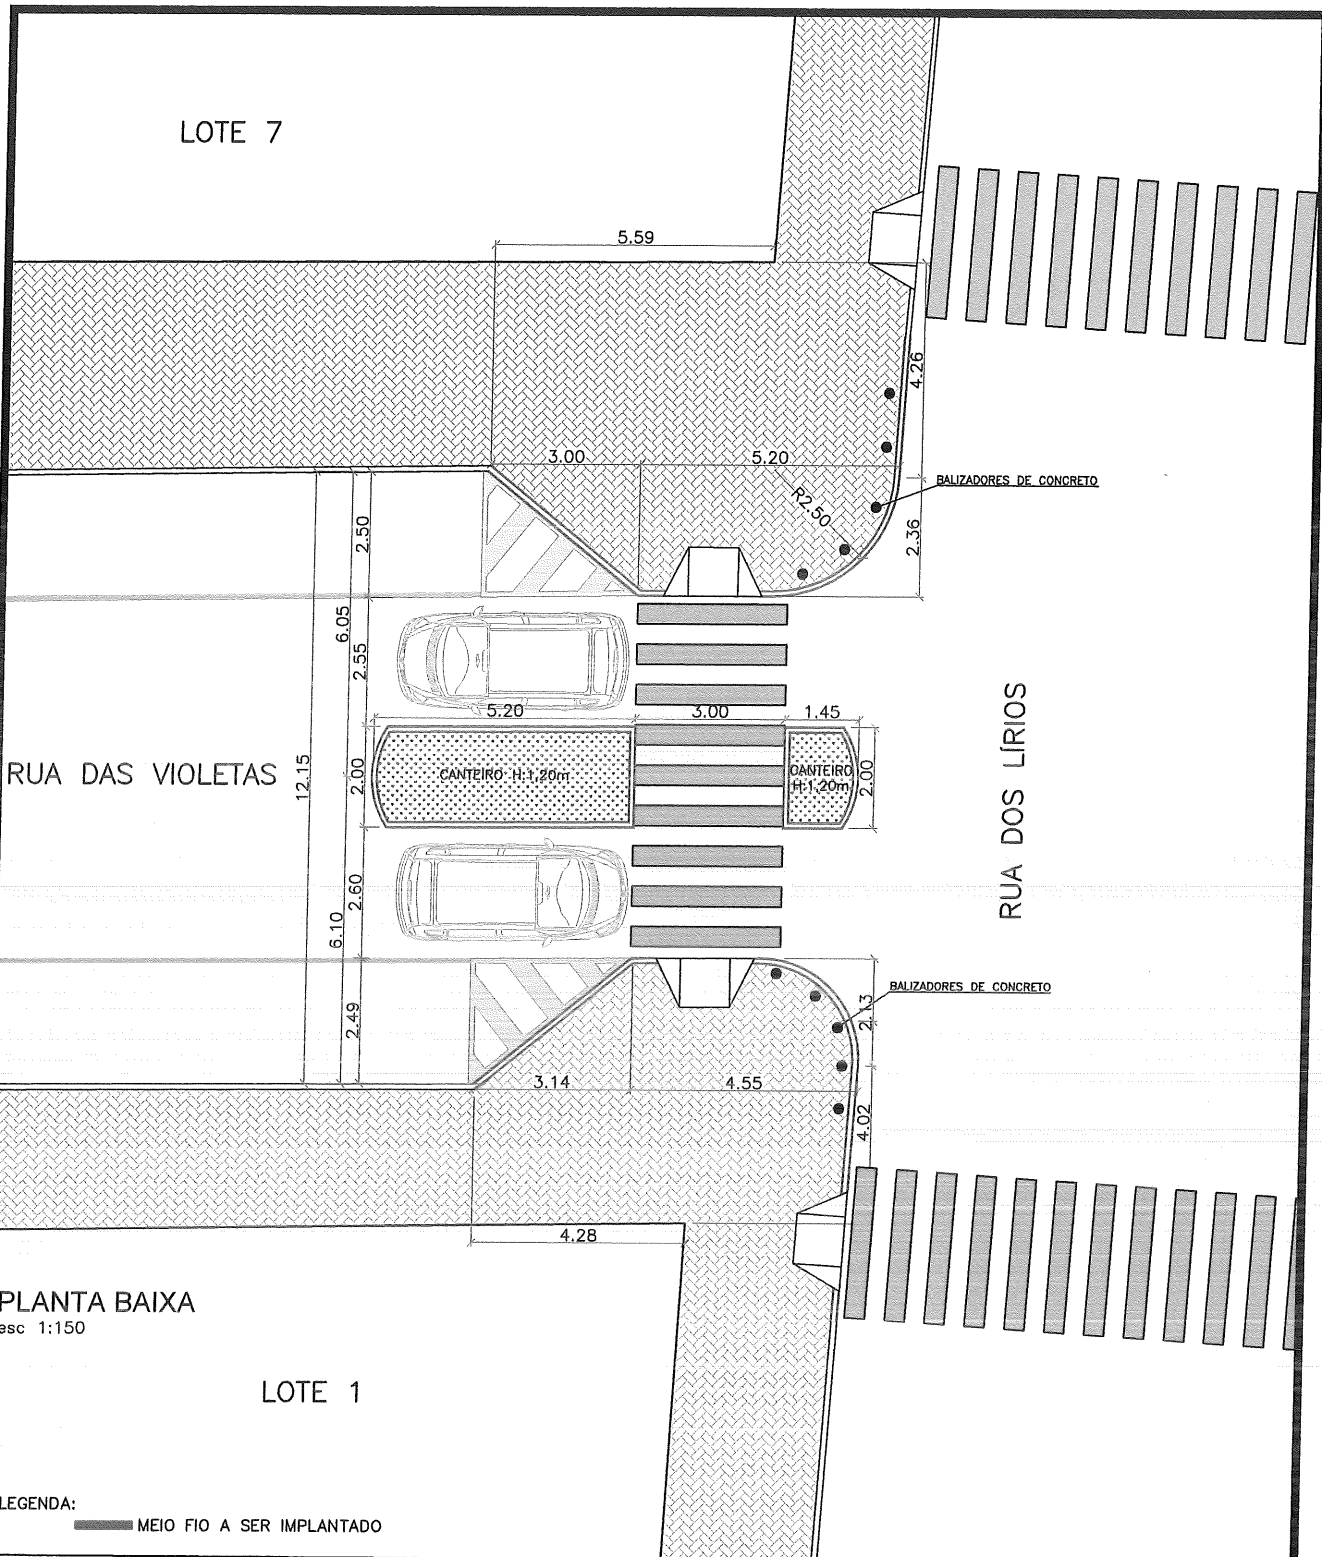 LOTE 7
5.59
4.26
3.00
5.20
BALIZADORES DE CONCRETO
R2.50
2.50
2.36
6.05
2.55
5.20
3.00
1.45
RUA DAS VIOLETAS
12.15
2.00
CANTEIRO H:1,20m
CANTEIRO
H:1,20m
2.00
RUA DOS LÍRIOS
2.60
6.10
BALIZADORES DE CONCRETO
2.13
2.49
3.14
4.55
4.02
4.28
PLANTA BAIXA
esc 1:150
LOTE 1
LEGENDA:
MEIO FIO A SER IMPLANTADO